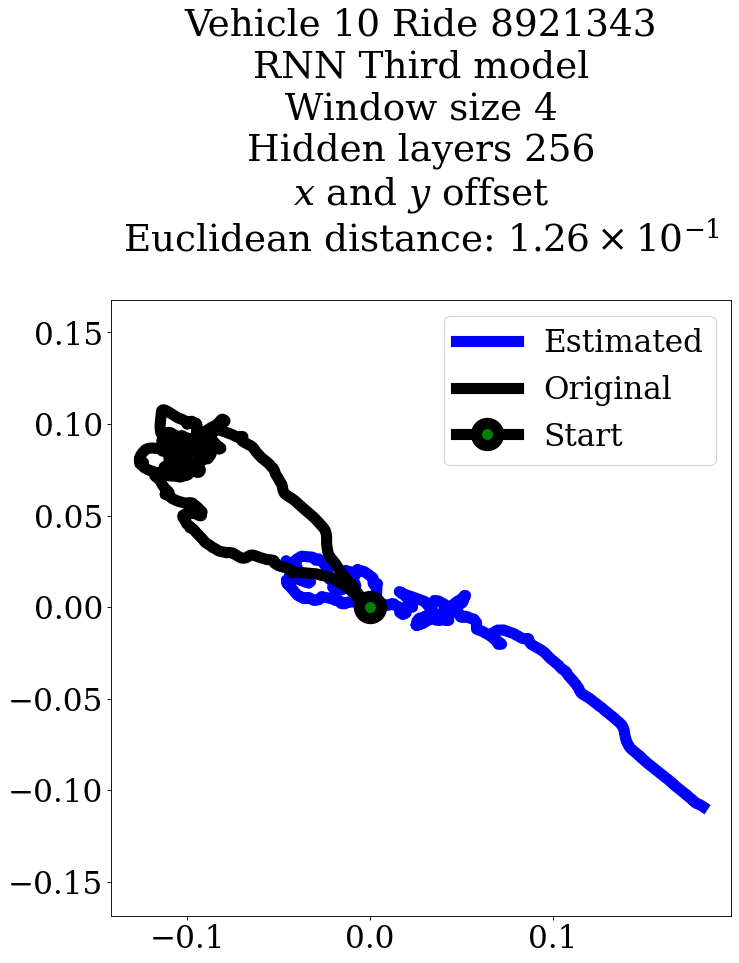 Vehicle 10 Ride 8921343
RNN Third model
Window size 4
Hidden layers 256
x and y offset
Euclidean distance: 1.26 × 10⁻¹
Estimated
Original
Start
0.15
0.10
0.05
0.00
−0.05
−0.10
−0.15
−0.1 0.0 0.1